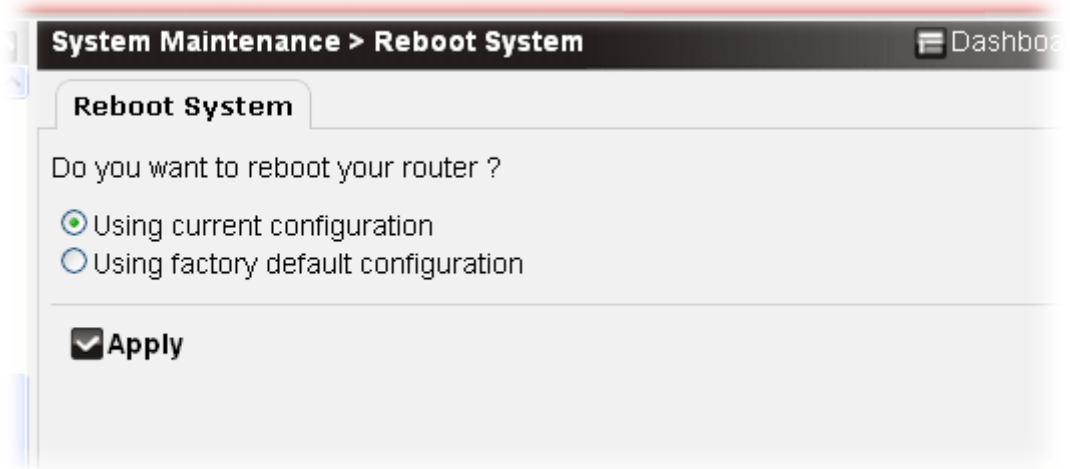 System Maintenance > Reboot System
Dashboa
Reboot System
Do you want to reboot your router ?
Using current configuration
Using factory default configuration
Apply